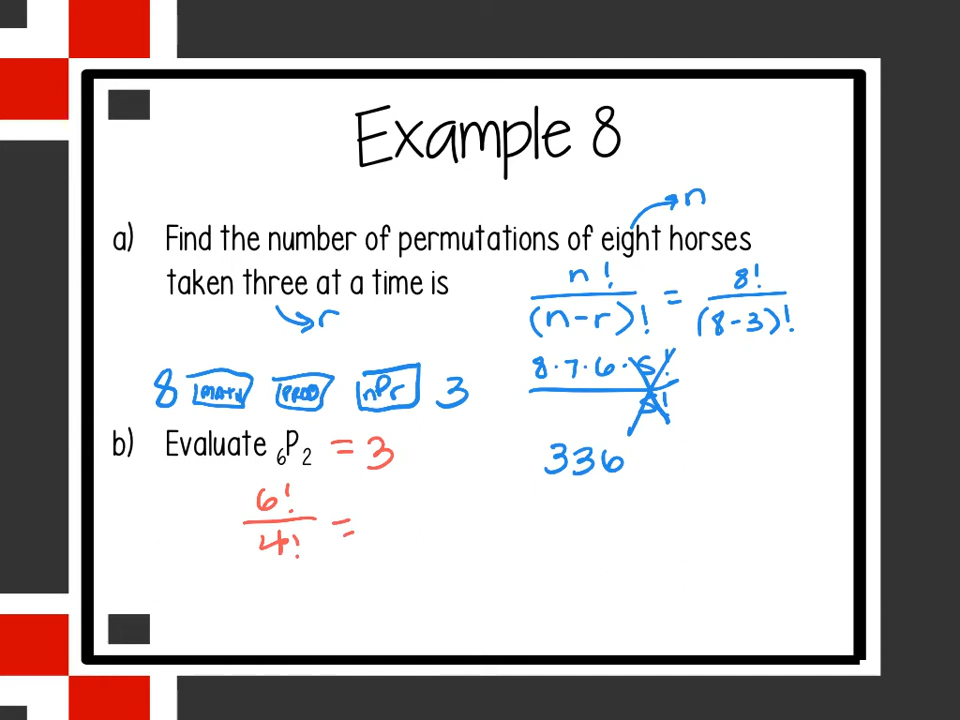 Example 8
n
a) Find the number of permutations of eight horses
taken three at a time is
r
n! / (n-r)! = 8! / (8-3)!
8·7·6·5! / 5!
8 MATH PROB nPr 3
b) Evaluate ₆P₂ = 3
336
6! / 4! =